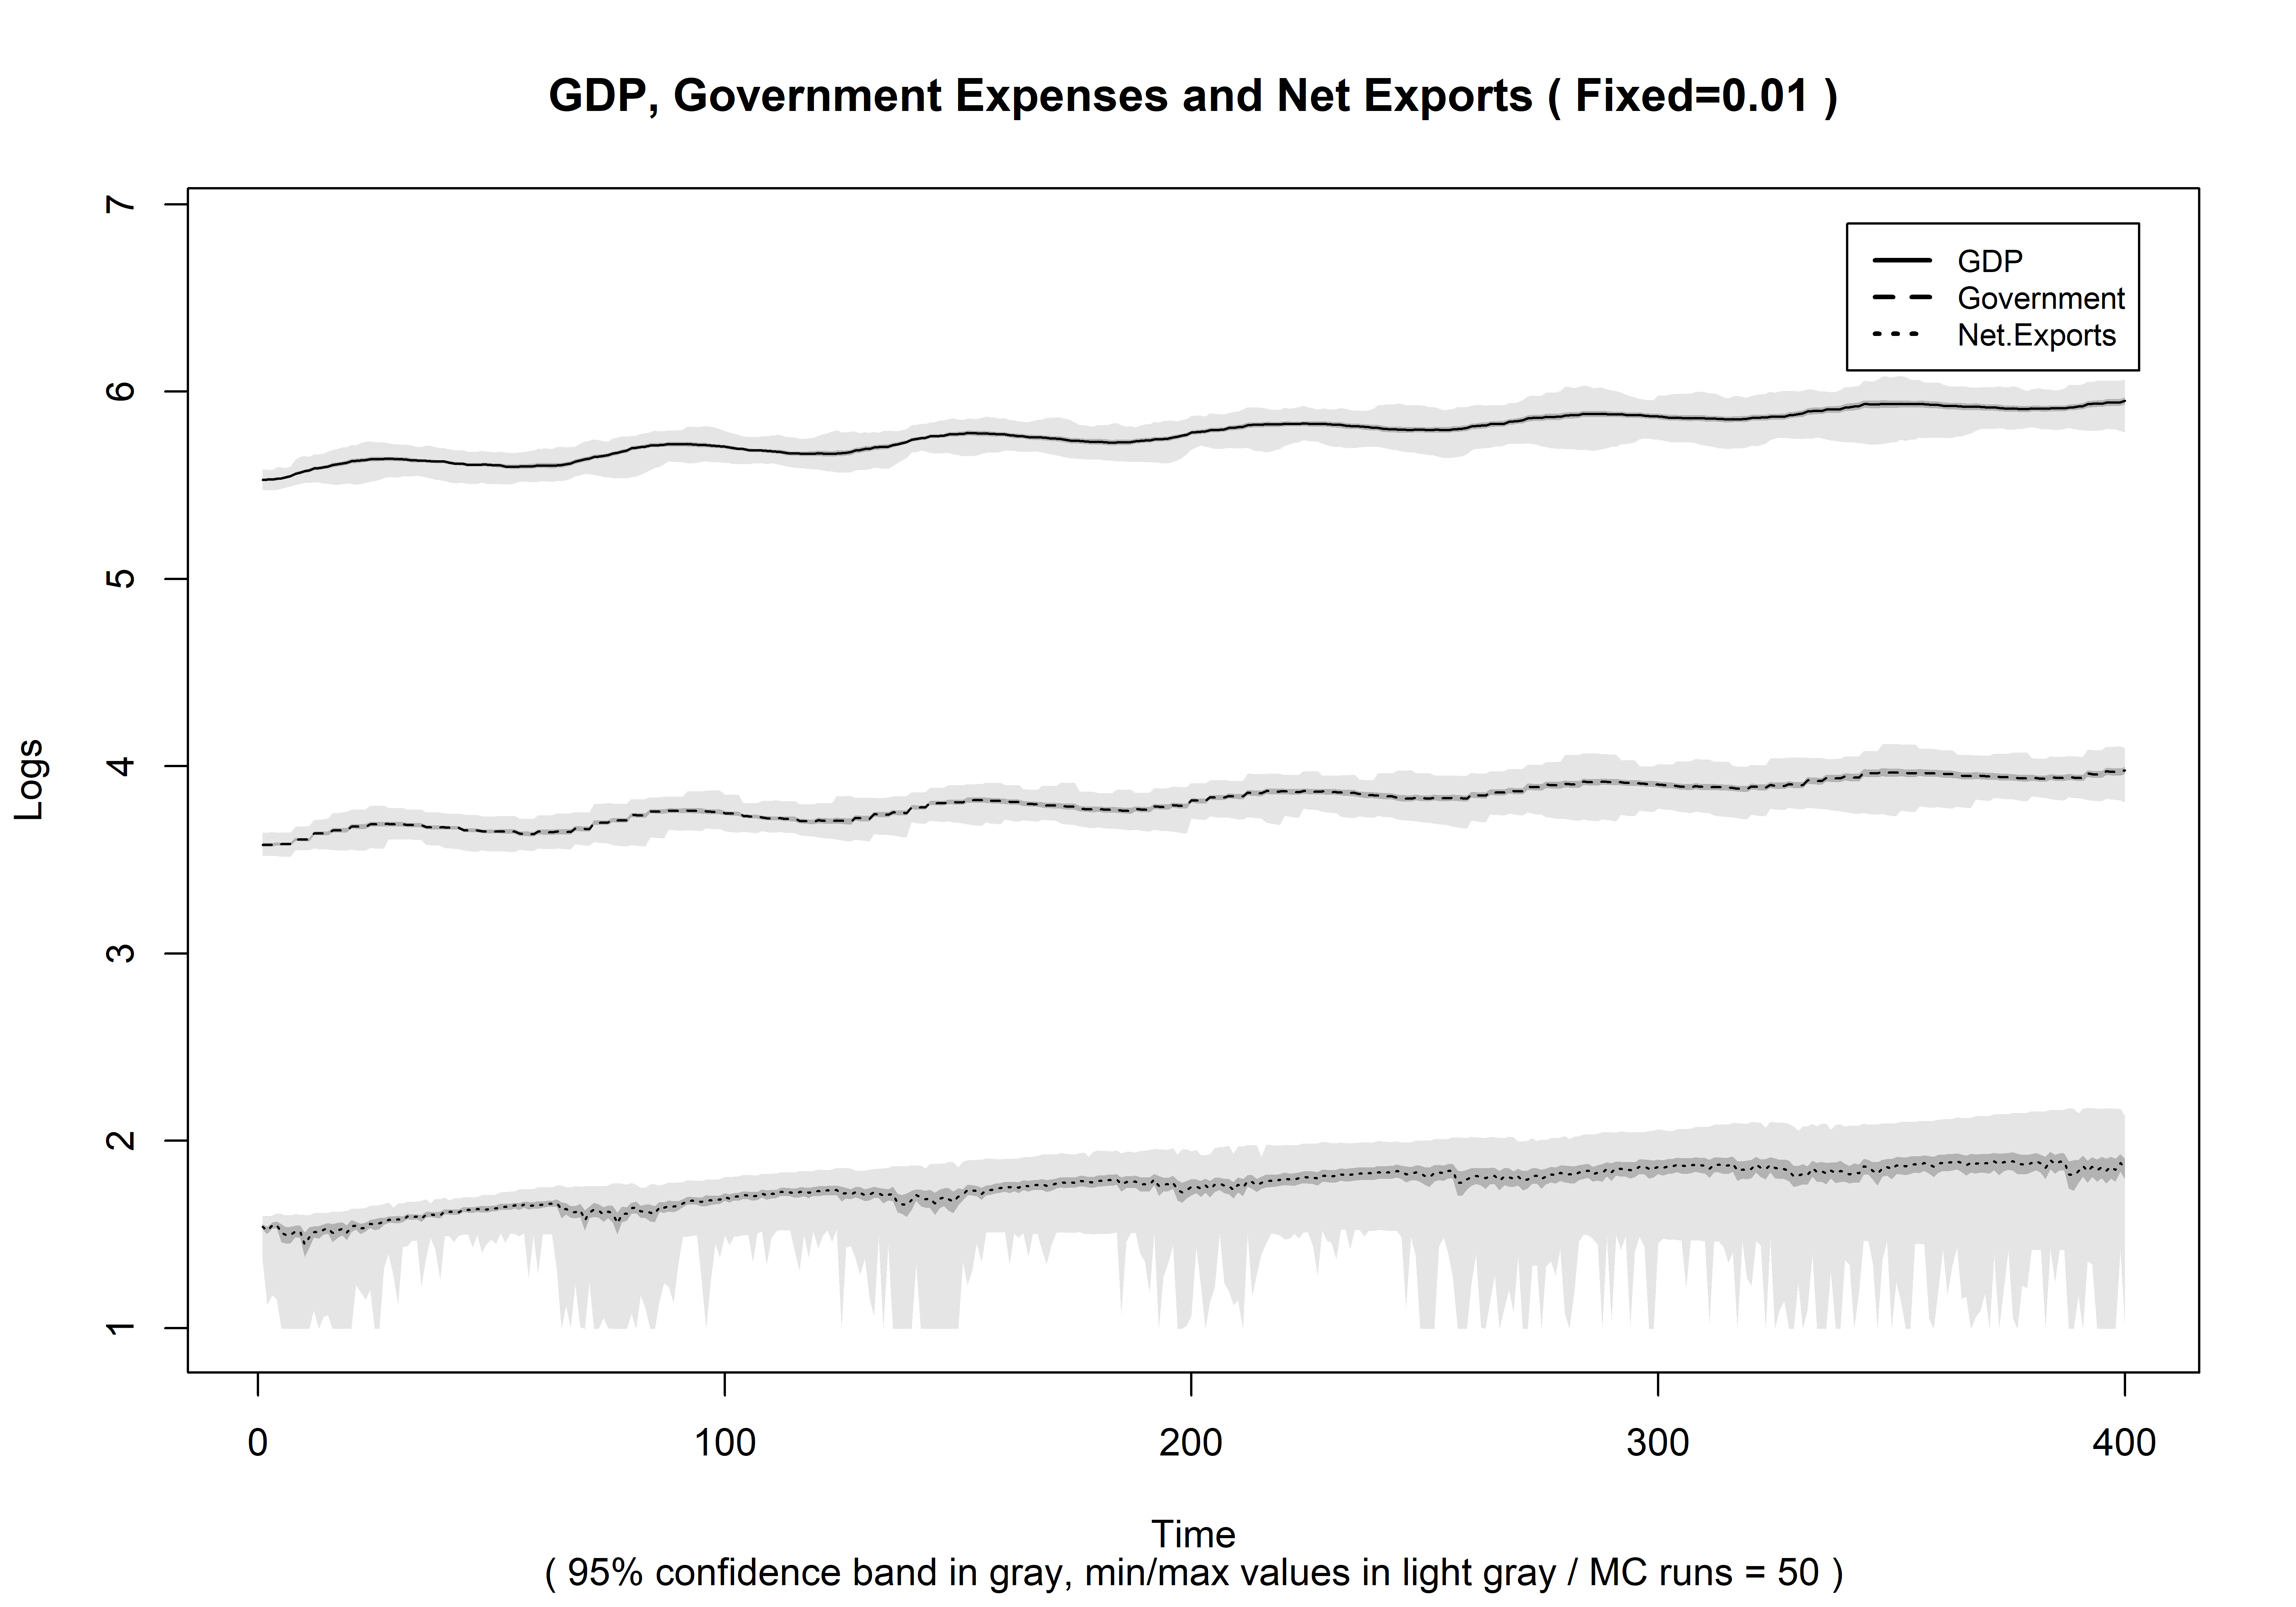 GDP, Government Expenses and Net Exports ( Fixed=0.01 )
7
6
5
4
3
2
1
Logs
GDP
Government
Net.Exports
0 100 200 300 400
Time
( 95% confidence band in gray, min/max values in light gray / MC runs = 50 )